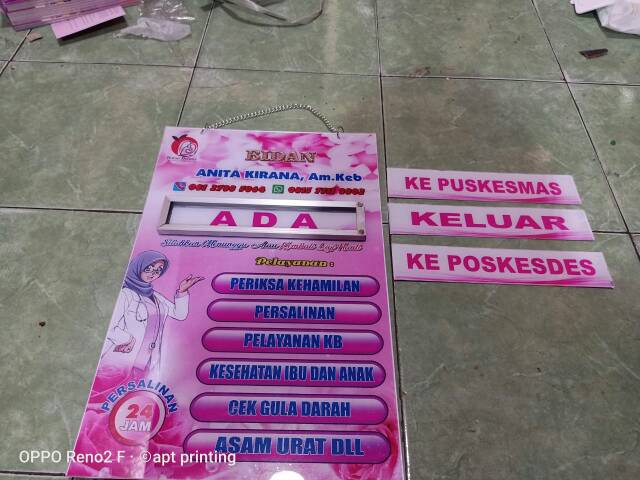 BIDAN
ANITA KIRANA, Am.Keb
ADA
Pelayanan :
PERIKSA KEHAMILAN
PERSALINAN
PELAYANAN KB
KESEHATAN IBU DAN ANAK
CEK GULA DARAH
ASAM URAT DLL
PERSALINAN
24
JAM
KE PUSKESMAS
KELUAR
KE POSKESDES
OPPO Reno2 F · ©apt printing